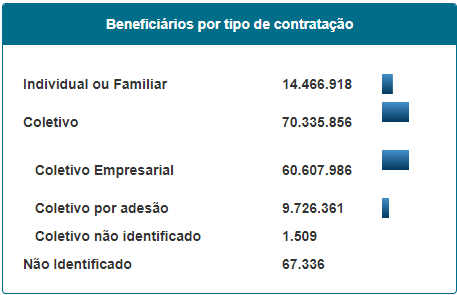 Beneficiários por tipo de contratação
Individual ou Familiar 14.466.918
Coletivo 70.335.856
Coletivo Empresarial 60.607.986
Coletivo por adesão 9.726.361
Coletivo não identificado 1.509
Não Identificado 67.336